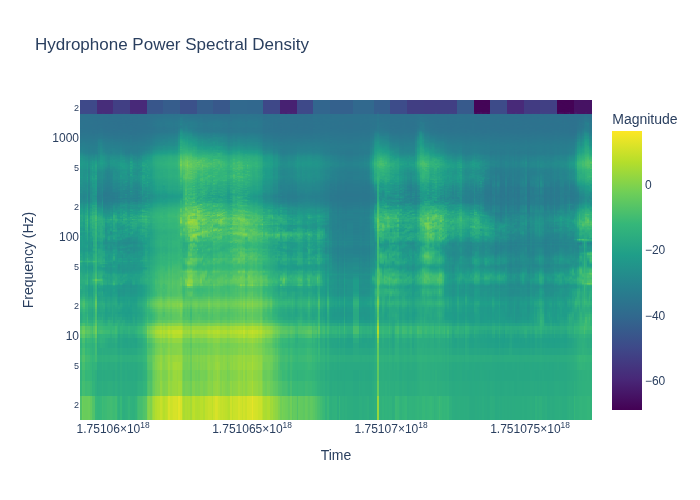 Hydrophone Power Spectral Density
Magnitude
2
1000
5
2
100
5
2
10
5
2
0
−20
−40
−60
Frequency (Hz)
1.75106×10¹⁸ 1.751065×10¹⁸ 1.75107×10¹⁸ 1.751075×10¹⁸
Time